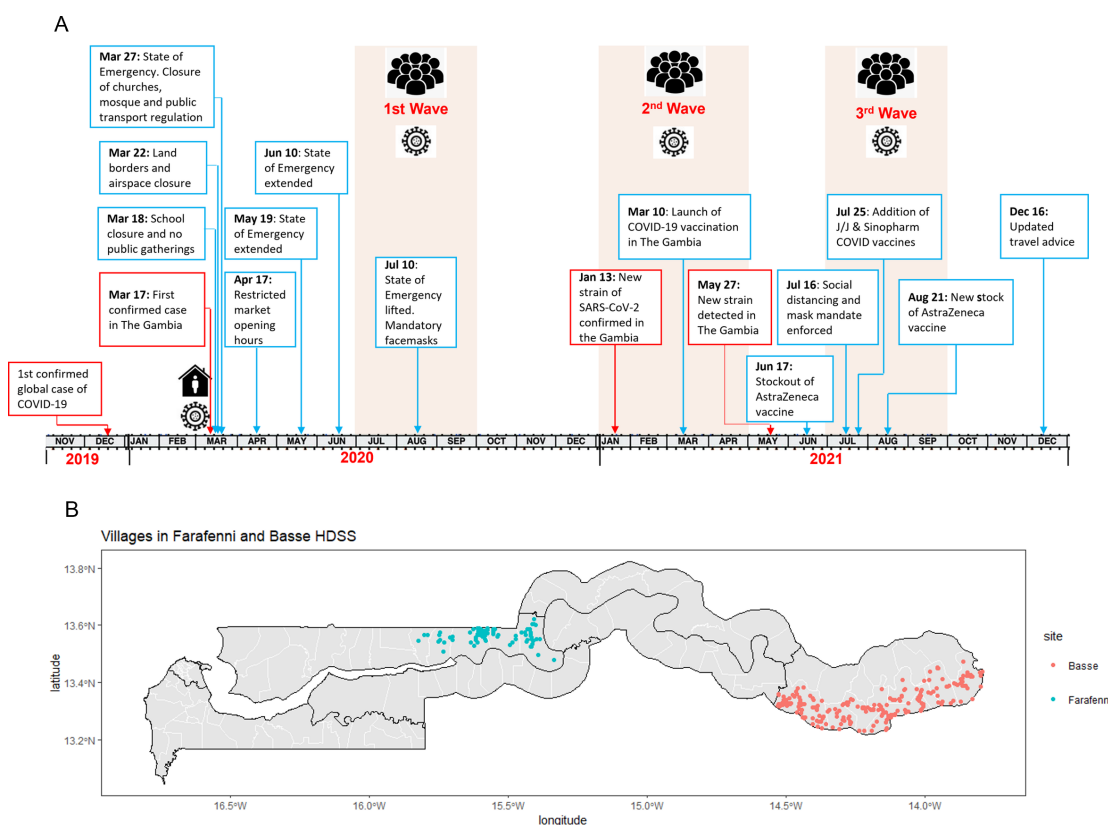 A
Mar 27: State of
Emergency. Closure
of churches,
mosque and public
transport regulation
Mar 22: Land
borders and
airspace closure
Mar 18: School
closure and no
public gatherings
Mar 17: First
confirmed case
in The Gambia
1st confirmed
global case of
COVID-19
Jun 10: State
of Emergency
extended
May 19: State
of Emergency
extended
Apr 17:
Restricted
market
opening
hours
1st Wave
Jul 10:
State of
Emergency
lifted.
Mandatory
facemasks
2nd Wave
Mar 10: Launch of
COVID-19 vaccination
in The Gambia
Jan 13: New
strain of
SARS-CoV-2
confirmed in
the Gambia
May 27:
New strain
detected in
The Gambia
3rd Wave
Jul 25: Addition of
J/J & Sinopharm
COVID vaccines
Jul 16: Social
distancing and
mask mandate
enforced
Jun 17:
Stockout of
AstraZeneca
vaccine
Aug 21: New stock
of AstraZeneca
vaccine
Dec 16:
Updated
travel advice
NOV DEC JAN FEB MAR APR MAY JUN JUL AUG SEP OCT NOV DEC JAN FEB MAR APR MAY JUN JUL AUG SEP OCT NOV DEC
2019 2020 2021
B
Villages in Farafenni and Basse HDSS
13.8°N
13.6°N
13.4°N
13.2°N
latitude
16.5°W 16.0°W 15.5°W 15.0°W 14.5°W 14.0°W
longitude
site
Basse
Farafenni